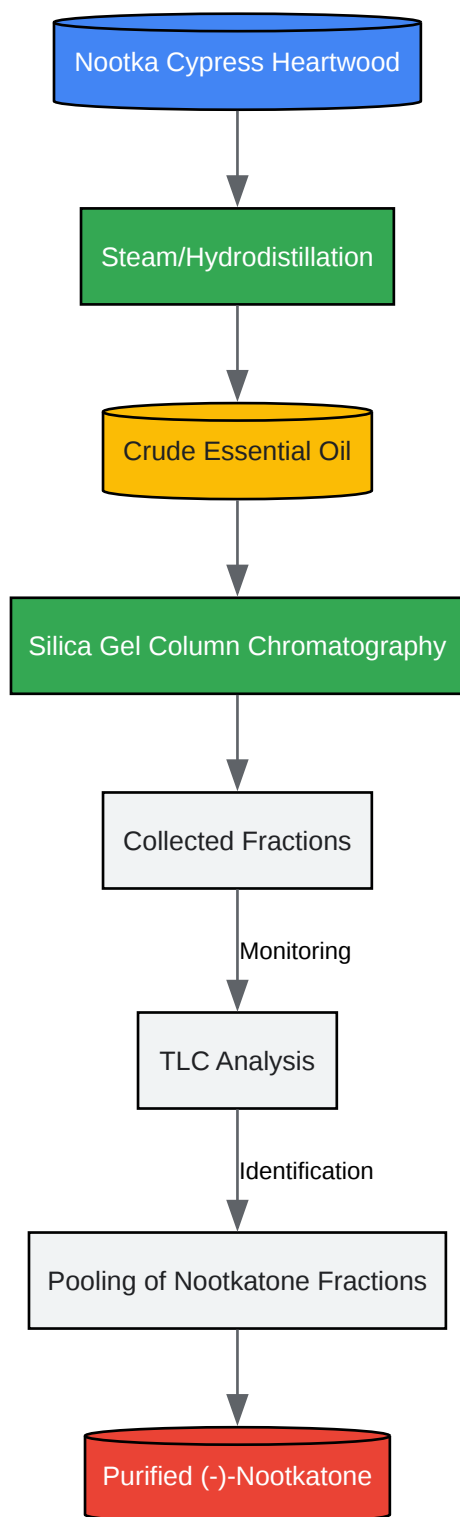 Nootka Cypress Heartwood
Steam/Hydrodistillation
Crude Essential Oil
Silica Gel Column Chromatography
Collected Fractions
Monitoring
TLC Analysis
Identification
Pooling of Nootkatone Fractions
Purified (-)-Nootkatone